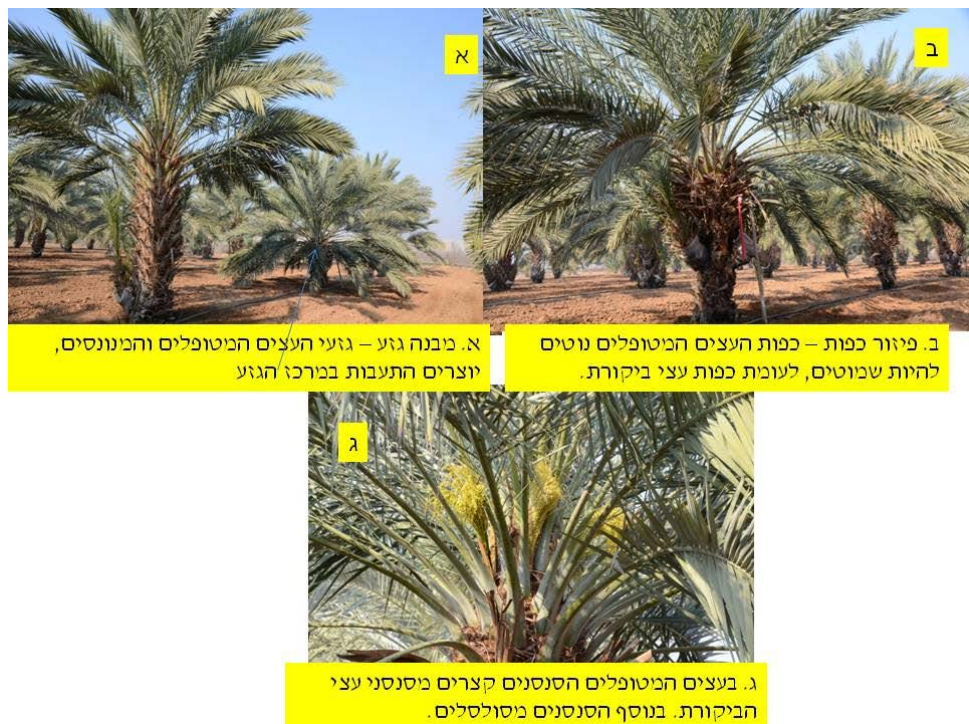 א
ב
א. מבנה גזע – גזעי העצים המטופלים והמנונסים,
יוצרים התעבות במרכז הגזע
ב. פיזור כפות – כפות העצים המטופלים נוטים
להיות שמוטים, לעומת כפות עצי ביקורת.
ג
ג. בעצים המטופלים הסנסנים קצרים מסנסני עצי
הביקורת. בנוסף הסנסנים מסולסלים.